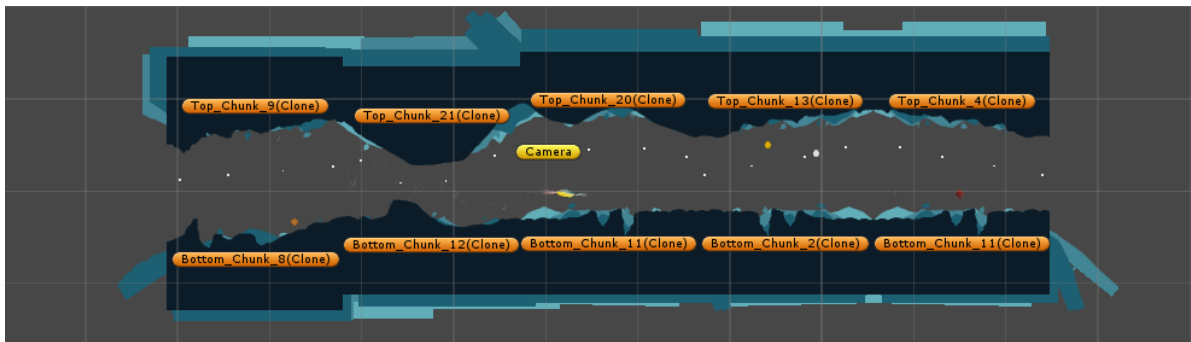 Top_Chunk_9(Clone)
Top_Chunk_21(Clone)
Top_Chunk_20(Clone)
Top_Chunk_13(Clone)
Top_Chunk_4(Clone)
Camera
Bottom_Chunk_8(Clone)
Bottom_Chunk_12(Clone)
Bottom_Chunk_11(Clone)
Bottom_Chunk_2(Clone)
Bottom_Chunk_11(Clone)